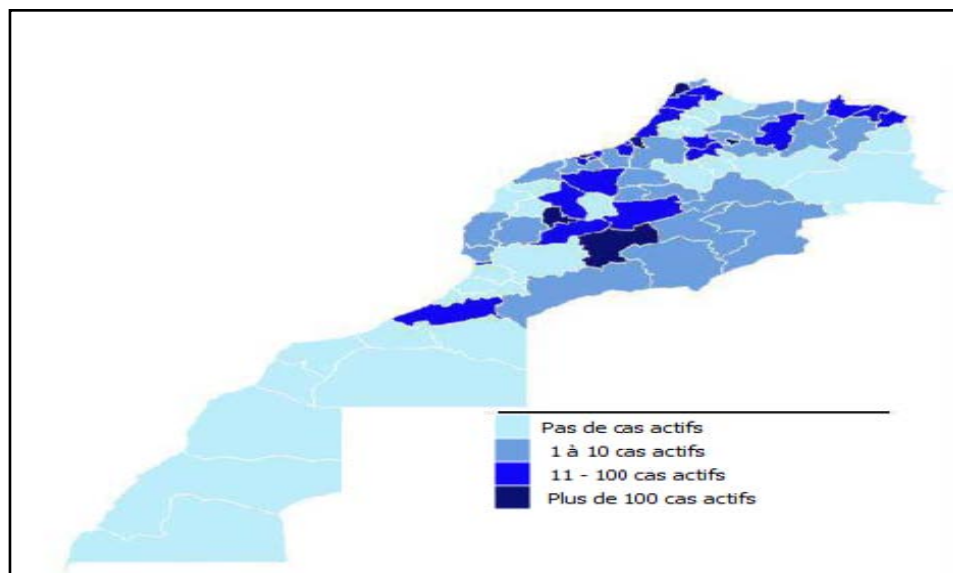 Pas de cas actifs
1 à 10 cas actifs
11 - 100 cas actifs
Plus de 100 cas actifs